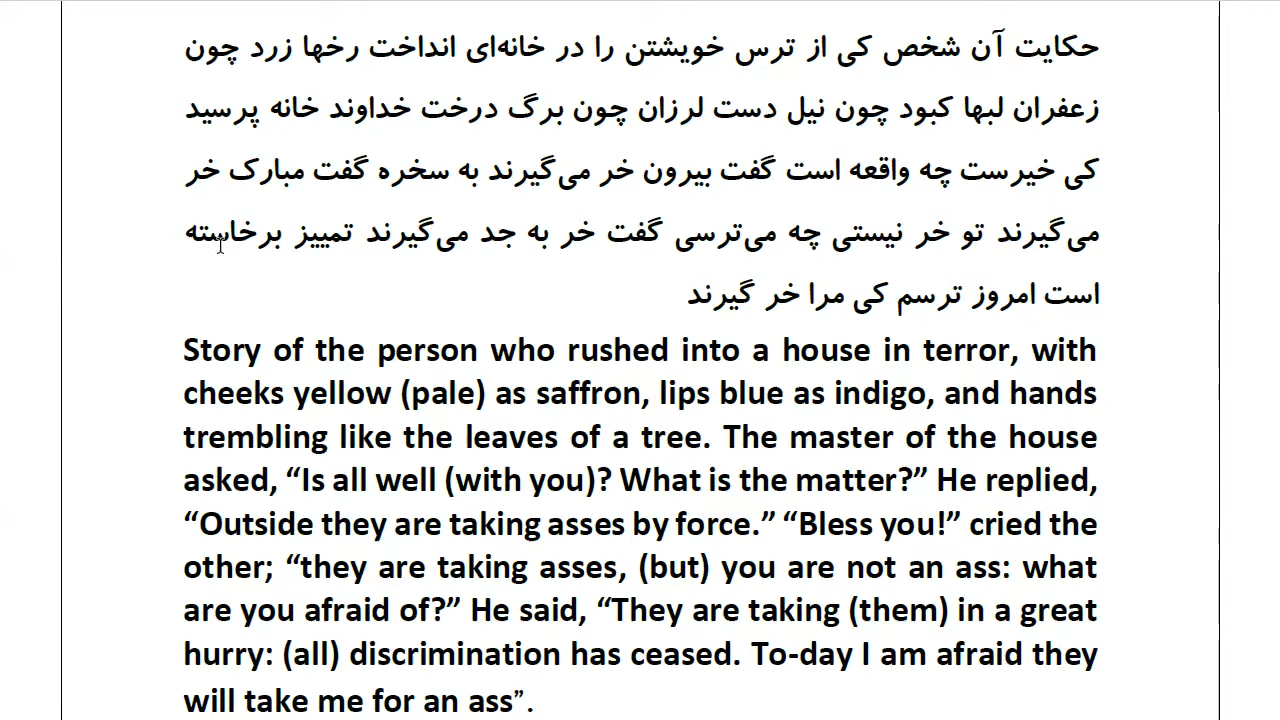 حکایت آن شخص کی از ترس خویشتن را در خانه‌ای انداخت رخها زرد چون
زعفران لبها کبود چون نیل دست لرزان چون برگ درخت خداوند خانه پرسید
کی خیرست چه واقعه است گفت بیرون خر می‌گیرند به سخره گفت مبارک خر
می‌گیرند تو خر نیستی چه می‌ترسی گفت خر به جد می‌گیرند تمییز برخاسته
است امروز ترسم کی مرا خر گیرند
Story of the person who rushed into a house in terror, with
cheeks yellow (pale) as saffron, lips blue as indigo, and hands
trembling like the leaves of a tree. The master of the house
asked, “Is all well (with you)? What is the matter?” He replied,
“Outside they are taking asses by force.” “Bless you!” cried the
other; “they are taking asses, (but) you are not an ass: what
are you afraid of?” He said, “They are taking (them) in a great
hurry: (all) discrimination has ceased. To-day I am afraid they
will take me for an ass”.